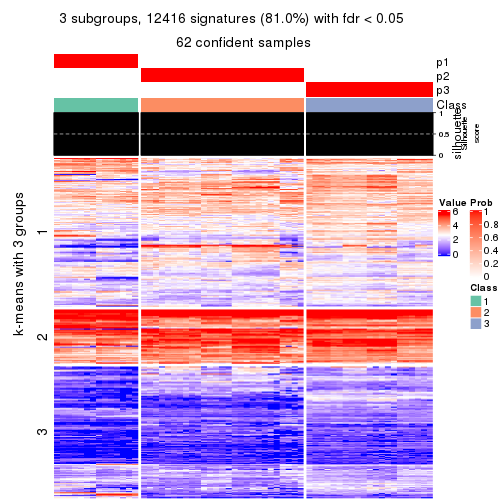 3 subgroups, 12416 signatures (81.0%) with fdr < 0.05
62 confident samples
p1
p2
p3
Class
silhouette
1
0.5
0
Silhouette
score
k-means with 3 groups
1
2
3
Value
6
4
2
0
Prob
1
0.8
0.6
0.4
0.2
0
Class
1
2
3